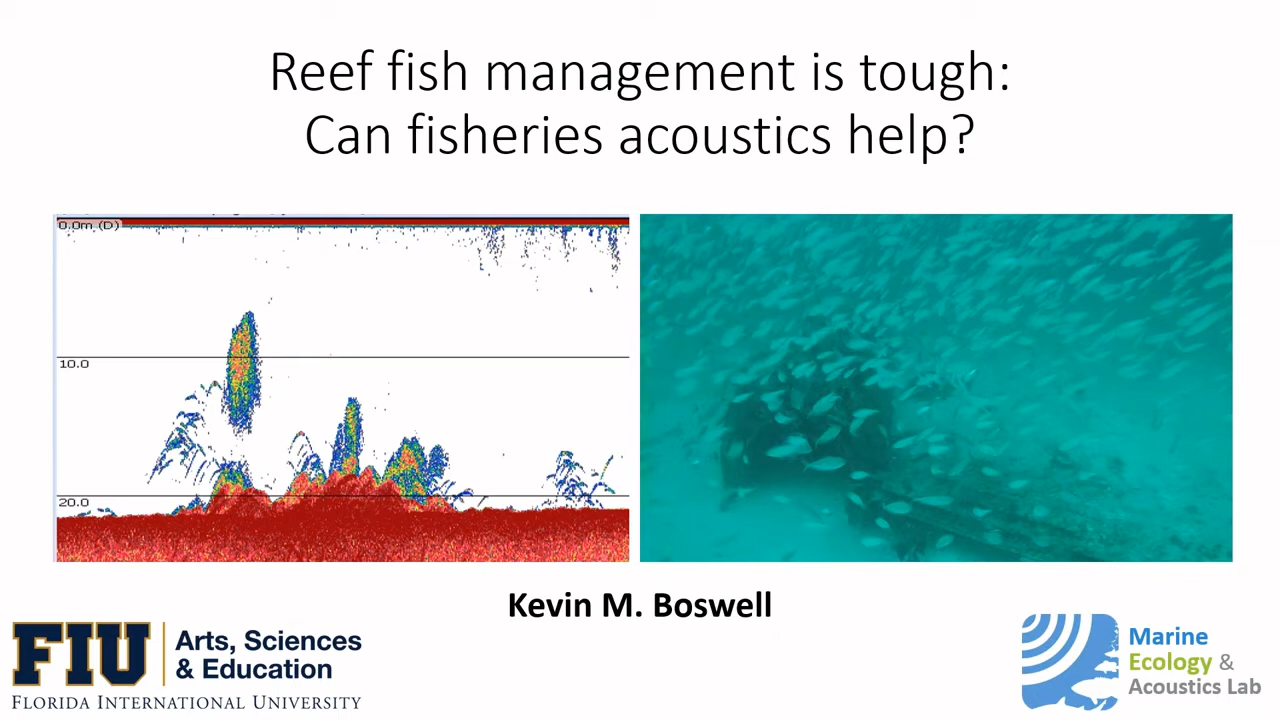 Reef fish management is tough:
Can fisheries acoustics help?
0.0m (D)
10.0
20.0
Kevin M. Boswell
FIU
Arts, Sciences
& Education
FLORIDA INTERNATIONAL UNIVERSITY
Marine
Ecology &
Acoustics Lab